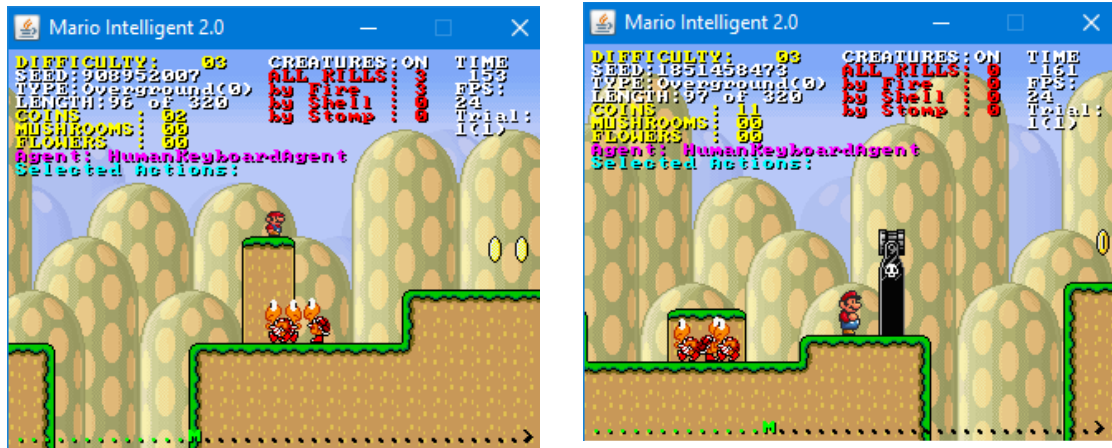 Mario Intelligent 2.0
DIFFICULTY: 03 CREATURES:ON TIME
SEED:908952007 ALL KILLS: 3 153
TYPE:Overground(0) by Fire : 3 FPS:
LENGTH:96 of 320 by Shell : 0 24
COINS : 02 by Stomp : 0 Trial:
MUSHROOMS: 00 1(1)
FLOWERS : 00
Agent: HumanKeyboardAgent
Selected Actions:
M
Mario Intelligent 2.0
DIFFICULTY: 03 CREATURES:ON TIME
SEED:1851458473 ALL KILLS: 0 161
TYPE:Overground(0) by Fire : 0 FPS:
LENGTH:97 of 320 by Shell : 0 24
COINS : 11 by Stomp : 0 Trial:
MUSHROOMS: 00 1(1)
FLOWERS : 00
Agent: HumanKeyboardAgent
Selected Actions:
M